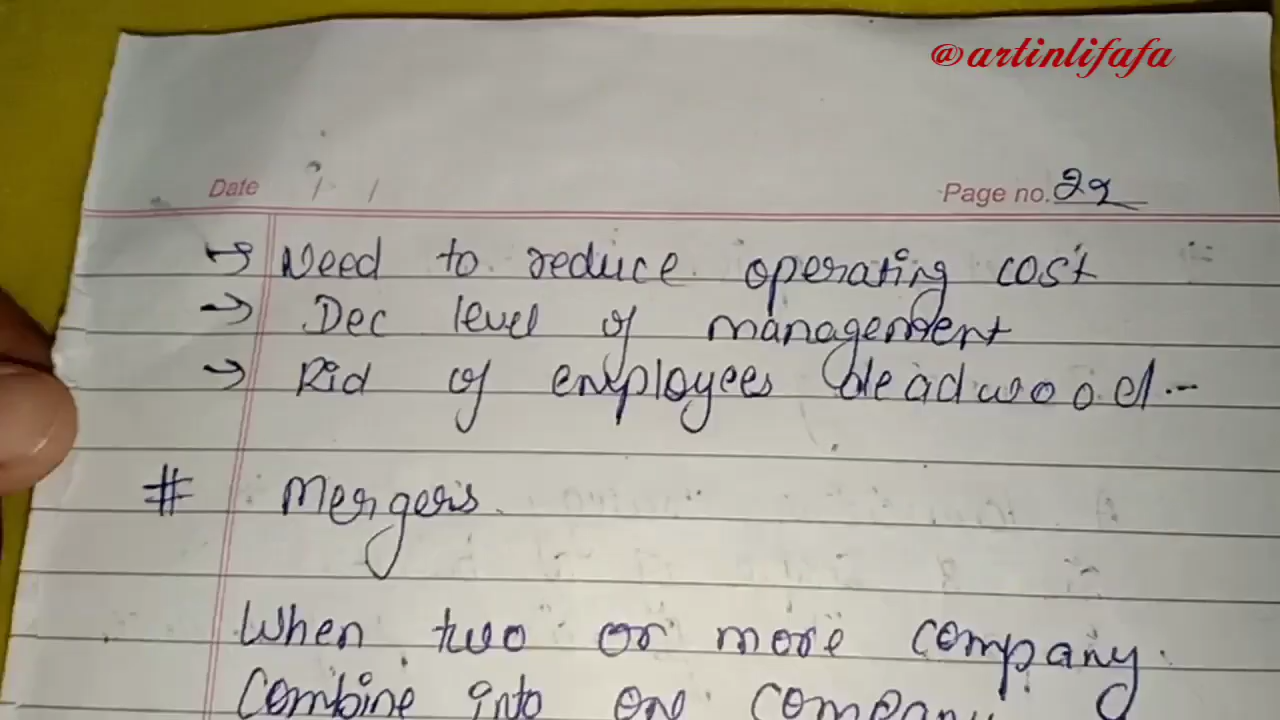 @artinlifafa
Date / /
Page no. 22
→ Need to reduce operating cost
→ Dec level of management
→ Rid of employees deadwood.-
# Mergers.
When two or more company.
Combine into one company